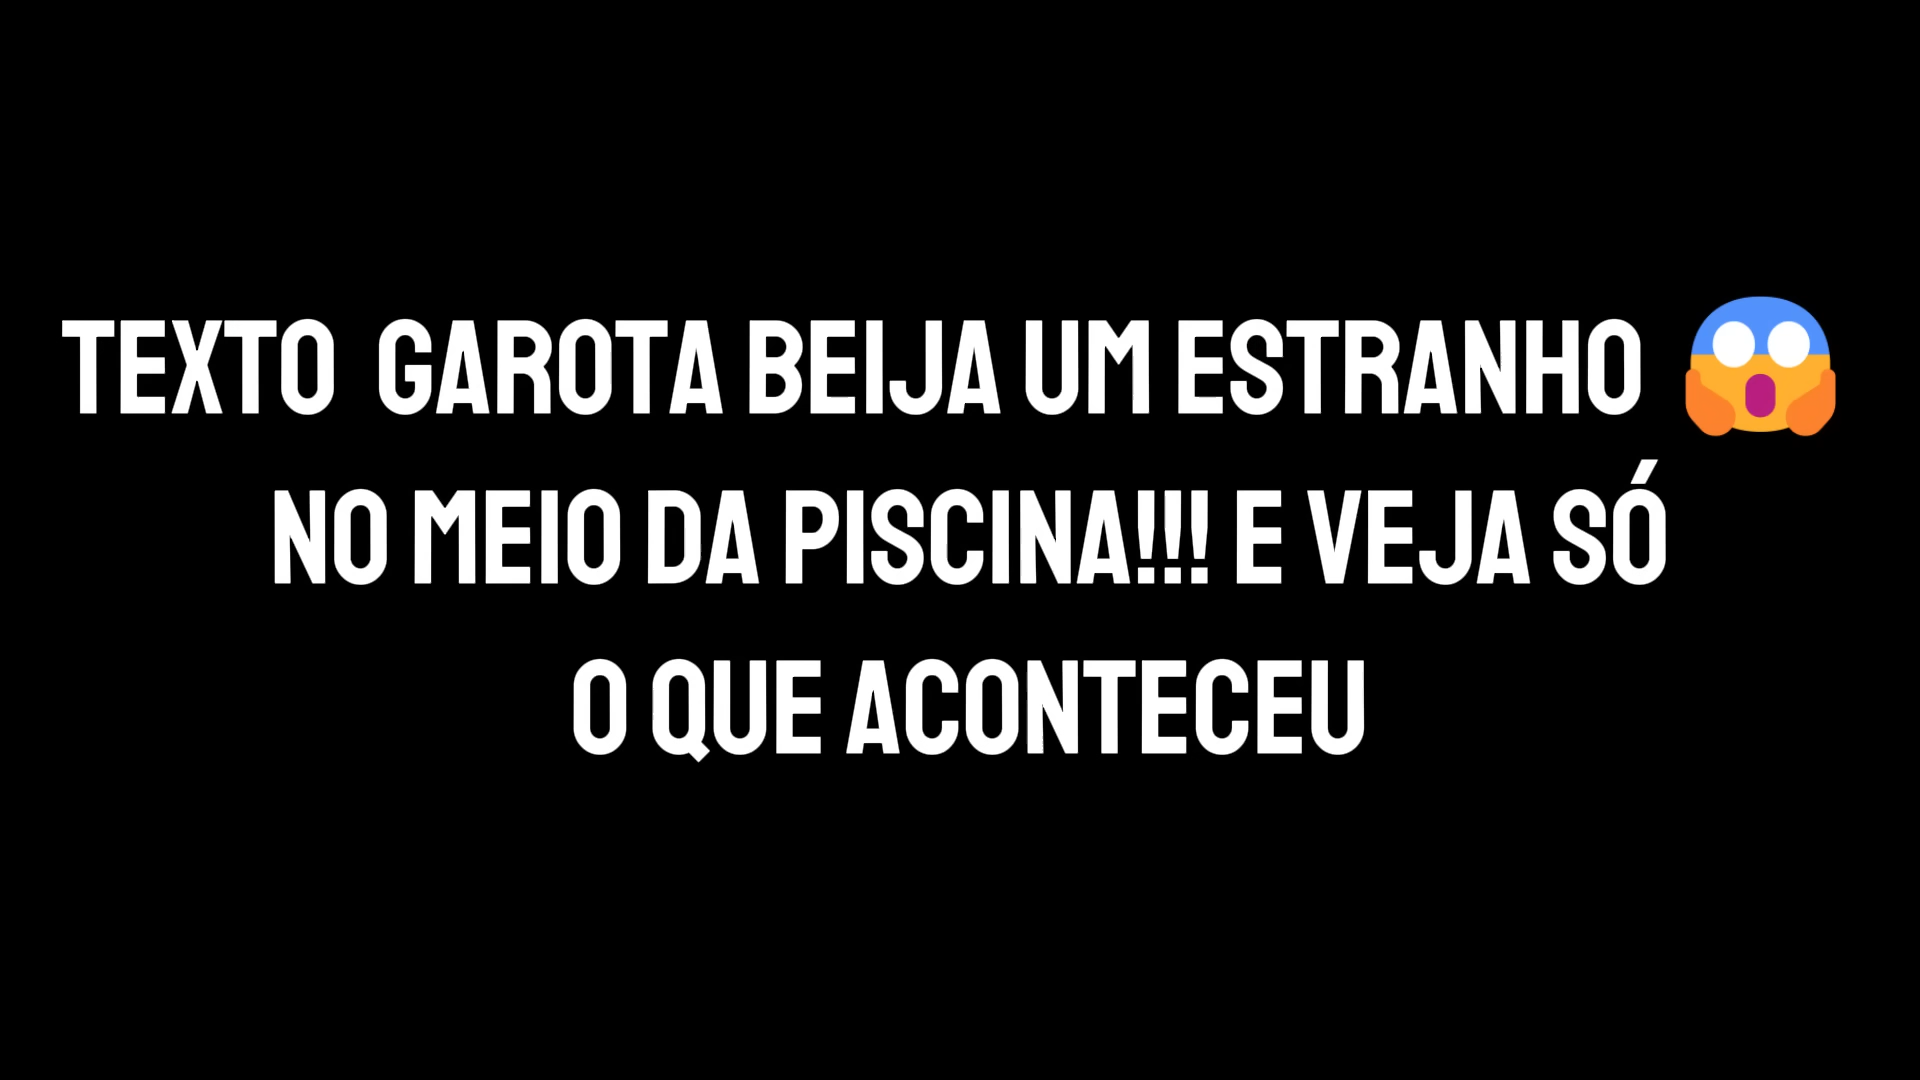 TEXTO  GAROTA BEIJA UM ESTRANHO 😱
NO MEIO DA PISCINA!!! E VEJA SÓ
O QUE ACONTECEU